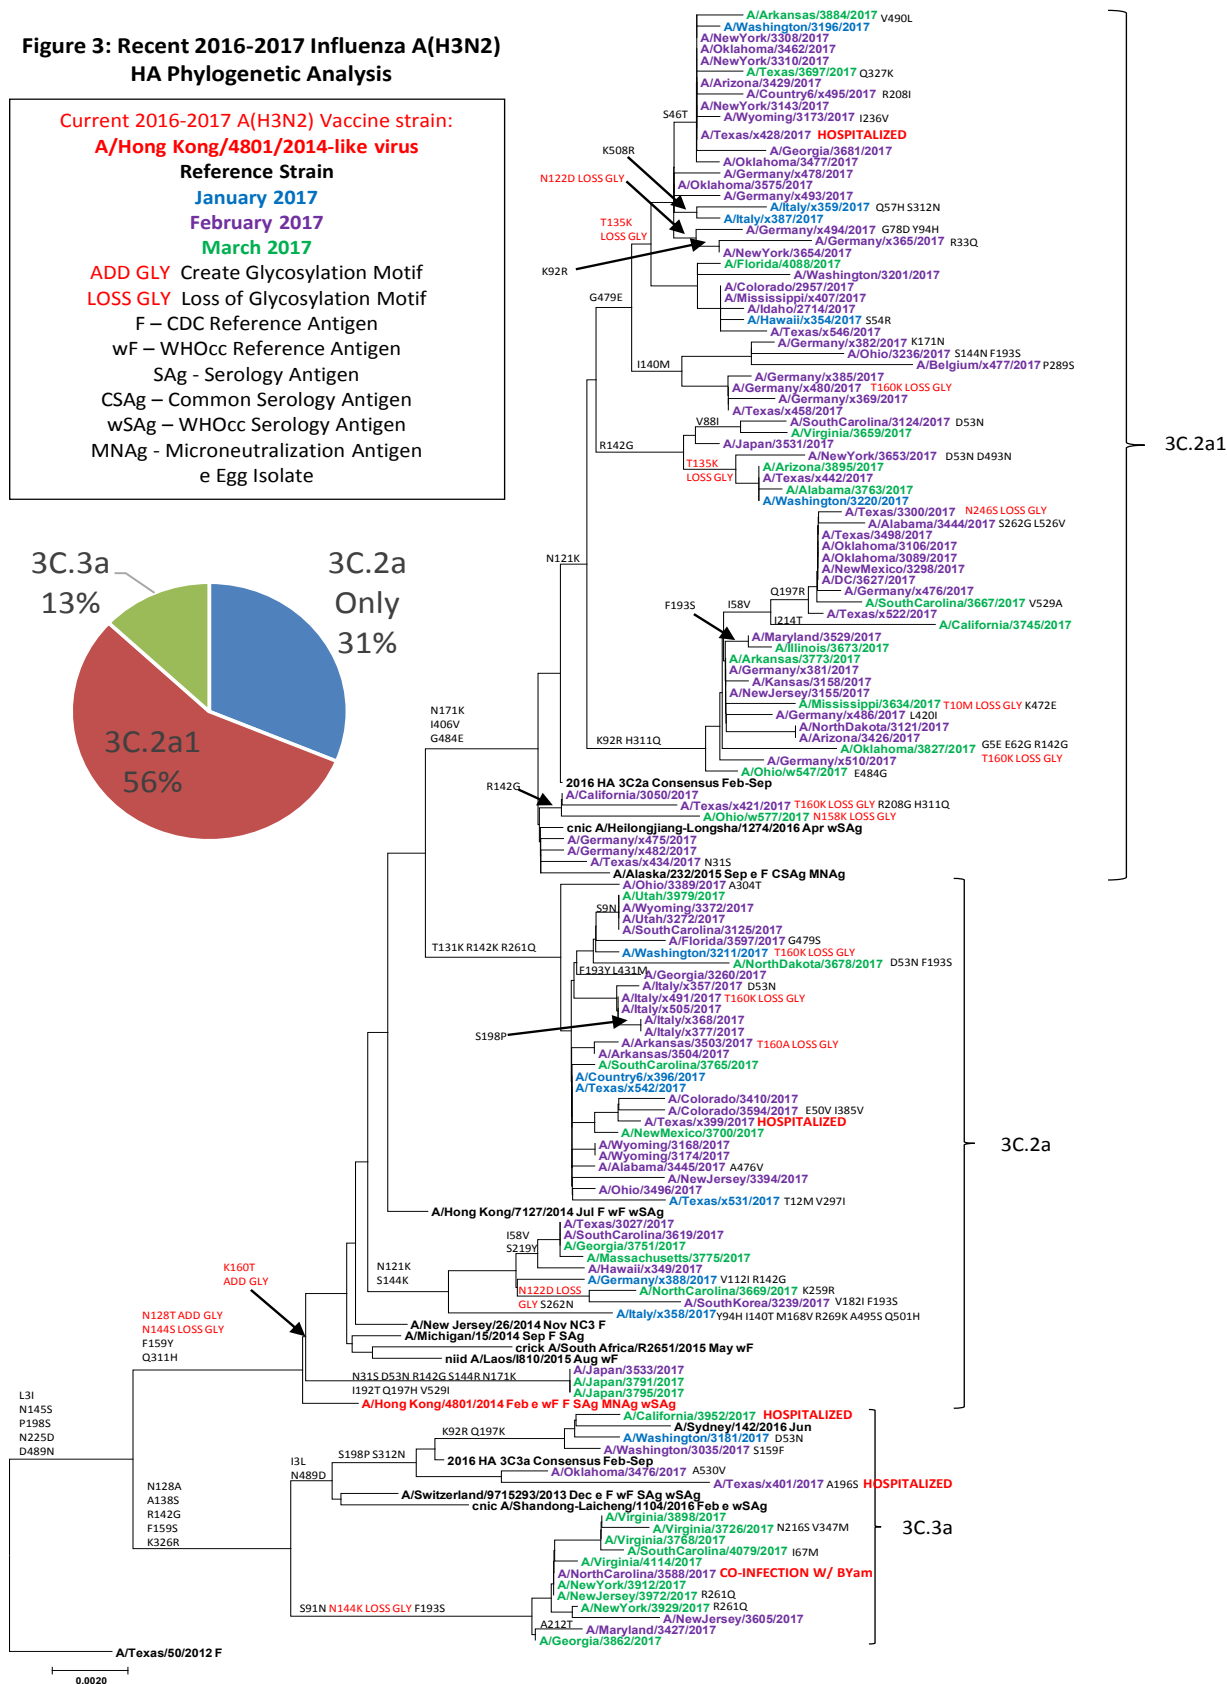 Figure 3: Recent 2016-2017 Influenza A(H3N2)
HA Phylogenetic Analysis
Current 2016-2017 A(H3N2) Vaccine strain:
A/Hong Kong/4801/2014-like virus
Reference Strain
January 2017
February 2017
March 2017
ADD GLY Create Glycosylation Motif
LOSS GLY Loss of Glycosylation Motif
F – CDC Reference Antigen
wF – WHOcc Reference Antigen
SAg - Serology Antigen
CSAg – Common Serology Antigen
wSAg – WHOcc Serology Antigen
MNAg - Microneutralization Antigen
e Egg Isolate
3C.3a
13%
3C.2a
Only
31%
3C.2a1
56%
A/Arkansas/3884/2017 V490L
A/Washington/3196/2017
A/NewYork/3308/2017
A/Oklahoma/3462/2017
A/NewYork/3310/2017
A/Texas/3697/2017 Q327K
A/Arizona/3429/2017
A/Country6/x495/2017 R208I
A/NewYork/3143/2017
A/Wyoming/3173/2017 I236V
S46T
A/Texas/x428/2017 HOSPITALIZED
A/Georgia/3681/2017
K508R
A/Oklahoma/3477/2017
A/Germany/x478/2017
N122D LOSS GLY
A/Oklahoma/3575/2017
A/Germany/x493/2017
A/Italy/x359/2017 Q57H S312N
A/Italy/x387/2017
T135K
LOSS GLY
A/Germany/x494/2017 G78D Y94H
A/Germany/x365/2017 R33Q
A/NewYork/3654/2017
K92R
A/Florida/4088/2017
A/Washington/3201/2017
A/Colorado/2957/2017
A/Mississippi/x407/2017
G479E
A/Idaho/2714/2017
A/Hawaii/x354/2017 S54R
A/Texas/x546/2017
A/Germany/x382/2017 K171N
A/Ohio/3236/2017 S144N F193S
I140M
A/Belgium/x477/2017 P289S
A/Germany/x385/2017
A/Germany/x480/2017 T160K LOSS GLY
A/Germany/x369/2017
A/Texas/x458/2017
V88I
A/SouthCarolina/3124/2017 D53N
A/Virginia/3659/2017
R142G
A/Japan/3531/2017
A/NewYork/3653/2017 D53N D493N
T135K
LOSS GLY
A/Arizona/3895/2017
A/Texas/x442/2017
A/Alabama/3763/2017
A/Washington/3220/2017
3C.2a1
A/Texas/3300/2017 N246S LOSS GLY
A/Alabama/3444/2017 S262G L526V
A/Texas/3498/2017
A/Oklahoma/3106/2017
A/Oklahoma/3089/2017
N121K
A/NewMexico/3298/2017
A/DC/3627/2017
Q197R
A/Germany/x476/2017
A/SouthCarolina/3667/2017 V529A
F193S
I58V
A/Texas/x522/2017
I214T
A/California/3745/2017
A/Maryland/3529/2017
A/Illinois/3673/2017
A/Arkansas/3773/2017
A/Germany/x381/2017
A/Kansas/3158/2017
A/NewJersey/3155/2017
A/Mississippi/3634/2017 T10M LOSS GLY K472E
A/Germany/x486/2017 L420I
A/NorthDakota/3121/2017
A/Arizona/3426/2017
K92R H311Q
A/Oklahoma/3827/2017 G5E E62G R142G
A/Germany/x510/2017 T160K LOSS GLY
A/Ohio/w547/2017 E484G
N171K
I406V
G484E
2016 HA 3C2a Consensus Feb-Sep
R142G
A/California/3050/2017
A/Texas/x421/2017 T160K LOSS GLY R208G H311Q
A/Ohio/w577/2017 N158K LOSS GLY
cnic A/Heilongjiang-Longsha/1274/2016 Apr wSAg
A/Germany/x475/2017
A/Germany/x482/2017
A/Texas/x434/2017 N31S
A/Alaska/232/2015 Sep e F CSAg MNAg
A/Ohio/3389/2017 A304T
A/Utah/3979/2017
S9N
A/Wyoming/3372/2017
A/Utah/3272/2017
A/SouthCarolina/3125/2017
T131K R142K R261Q
A/Florida/3597/2017 G479S
A/Washington/3211/2017 T160K LOSS GLY
A/NorthDakota/3678/2017 D53N F193S
F193Y L431M
A/Georgia/3260/2017
A/Italy/x357/2017 D53N
A/Italy/x491/2017 T160K LOSS GLY
A/Italy/x505/2017
A/Italy/x368/2017
A/Italy/x377/2017
S198P
A/Arkansas/3503/2017 T160A LOSS GLY
A/Arkansas/3504/2017
A/SouthCarolina/3765/2017
A/Country6/x396/2017
A/Texas/x542/2017
A/Colorado/3410/2017
A/Colorado/3594/2017 E50V I385V
A/Texas/x399/2017 HOSPITALIZED
A/NewMexico/3700/2017
A/Wyoming/3168/2017
A/Wyoming/3174/2017
3C.2a
A/Alabama/3445/2017 A476V
A/NewJersey/3394/2017
A/Ohio/3496/2017
A/Texas/x531/2017 T12M V297I
A/Hong Kong/7127/2014 Jul F wF wSAg
A/Texas/3027/2017
I58V
S219Y
A/SouthCarolina/3619/2017
A/Georgia/3751/2017
A/Massachusetts/3775/2017
A/Hawaii/x349/2017
N121K
S144K
A/Germany/x388/2017 V112I R142G
N122D LOSS
GLY S262N
A/NorthCarolina/3669/2017 K259R
A/SouthKorea/3239/2017 V182I F193S
A/Italy/x358/2017 Y94H I140T M168V R269K A495S Q501H
K160T
ADD GLY
A/New Jersey/26/2014 Nov NC3 F
A/Michigan/15/2014 Sep F SAg
crick A/South Africa/R2651/2015 May wF
niid A/Laos/I810/2015 Aug wF
N128T ADD GLY
N144S LOSS GLY
F159Y
Q311H
N31S D53N R142G S144R N171K
I192T Q197H V529I
A/Japan/3533/2017
A/Japan/3791/2017
A/Japan/3795/2017
A/Hong Kong/4801/2014 Feb e wF F SAg MNAg wSAg
L3I
N145S
P198S
N225D
D489N
A/California/3952/2017 HOSPITALIZED
A/Sydney/142/2016 Jun
K92R Q197K
A/Washington/3181/2017 D53N
A/Washington/3035/2017 S159F
S198P S312N
2016 HA 3C3a Consensus Feb-Sep
I3L
N489D
A/Oklahoma/3476/2017 A530V
A/Texas/x401/2017 A196S HOSPITALIZED
A/Switzerland/9715293/2013 Dec e F wF SAg wSAg
cnic A/Shandong-Laicheng/1104/2016 Feb e wSAg
N128A
A138S
R142G
F159S
K326R
A/Virginia/3898/2017
A/Virginia/3726/2017 N216S V347M
A/Virginia/3768/2017
3C.3a
A/SouthCarolina/4079/2017 I67M
A/Virginia/4114/2017
A/NorthCarolina/3588/2017 CO-INFECTION W/ BYam
A/NewYork/3912/2017
A/NewJersey/3972/2017 R261Q
S91N N144K LOSS GLY F193S
A/NewYork/3929/2017 R261Q
A/NewJersey/3605/2017
A212T
A/Maryland/3427/2017
A/Georgia/3862/2017
A/Texas/50/2012 F
0.0020